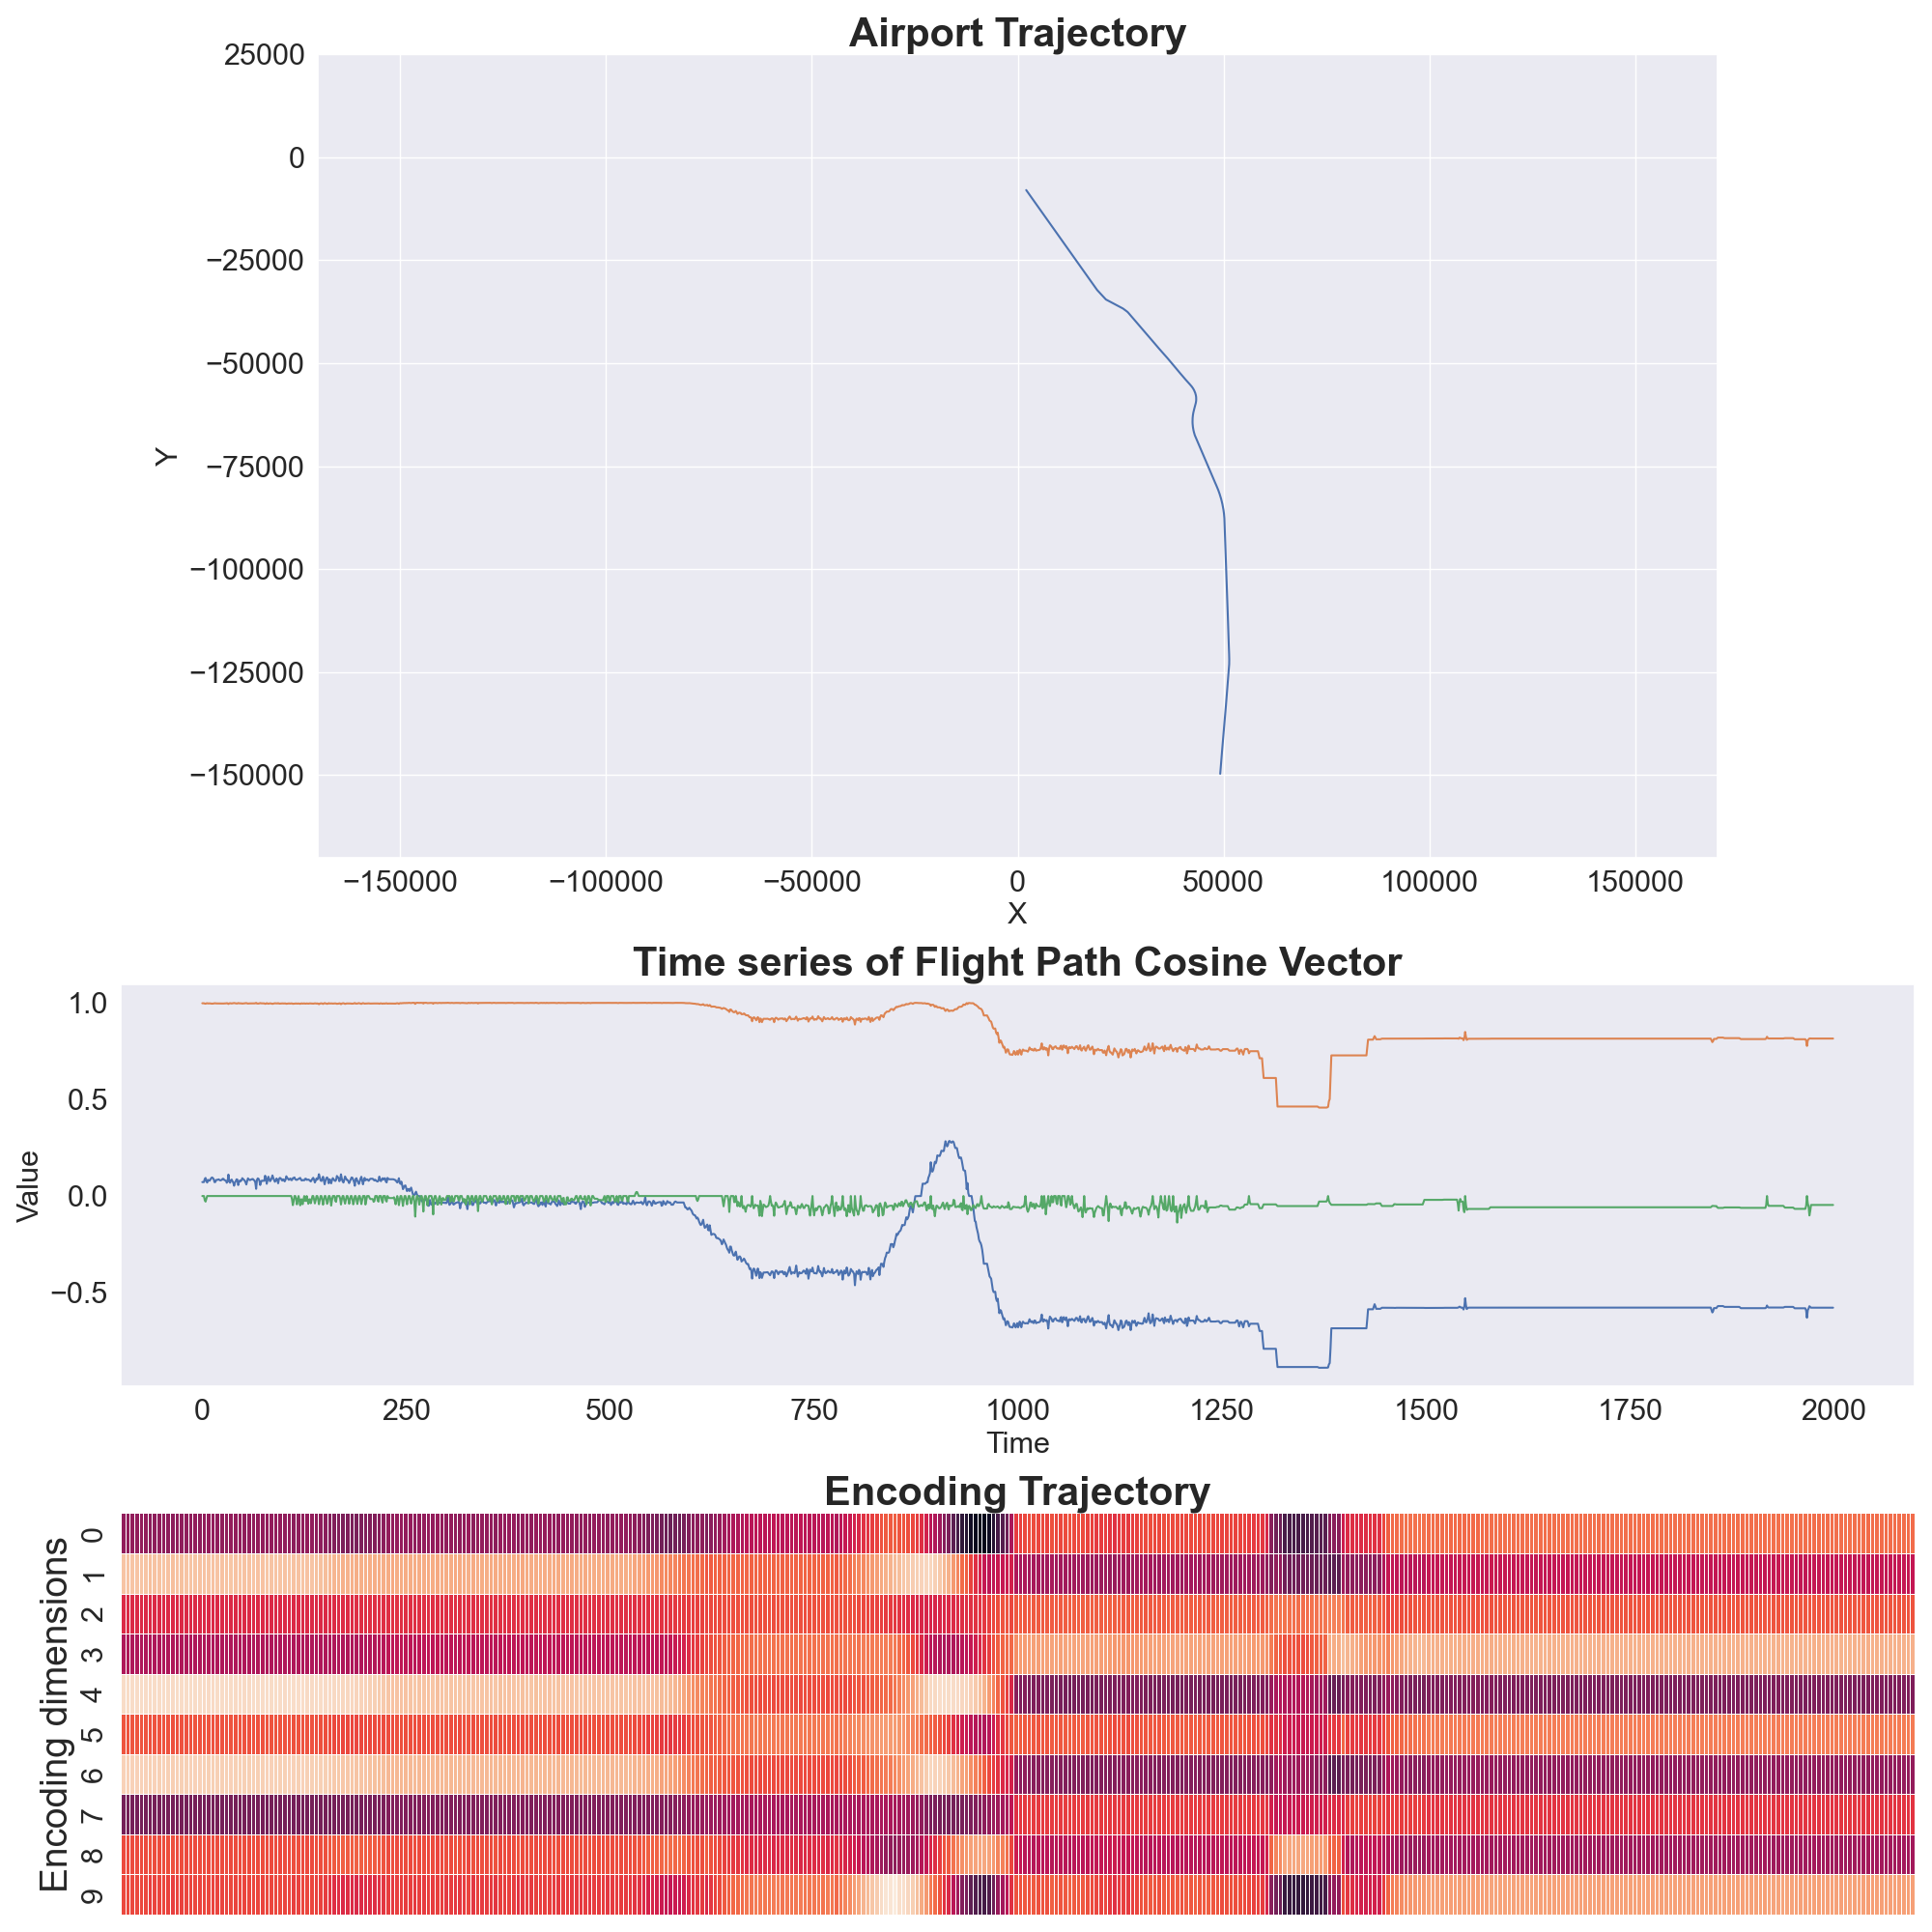 Airport Trajectory
25000
0
−25000
−50000
−75000
−100000
−125000
−150000
Y
−150000 −100000 −50000 0 50000 100000 150000
X
Time series of Flight Path Cosine Vector
1.0
0.5
0.0
−0.5
Value
0 250 500 750 1000 1250 1500 1750 2000
Time
Encoding Trajectory
Encoding dimensions
0
1
2
3
4
5
6
7
8
9